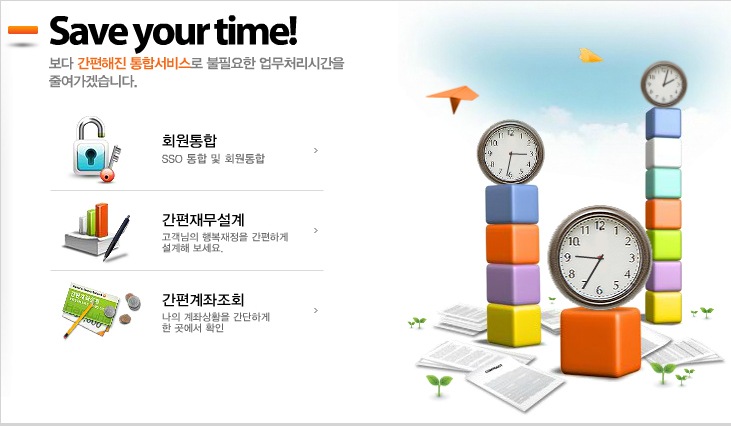 Save your time!
보다 간편해진 통합서비스로 불필요한 업무처리시간을
줄여가겠습니다.
회원통합
SSO 통합 및 회원통합
간편재무설계
고객님의 행복재정을 간편하게
설계해 보세요.
간편계좌조회
나의 계좌상황을 간단하게
한 곳에서 확인
CONTRACT